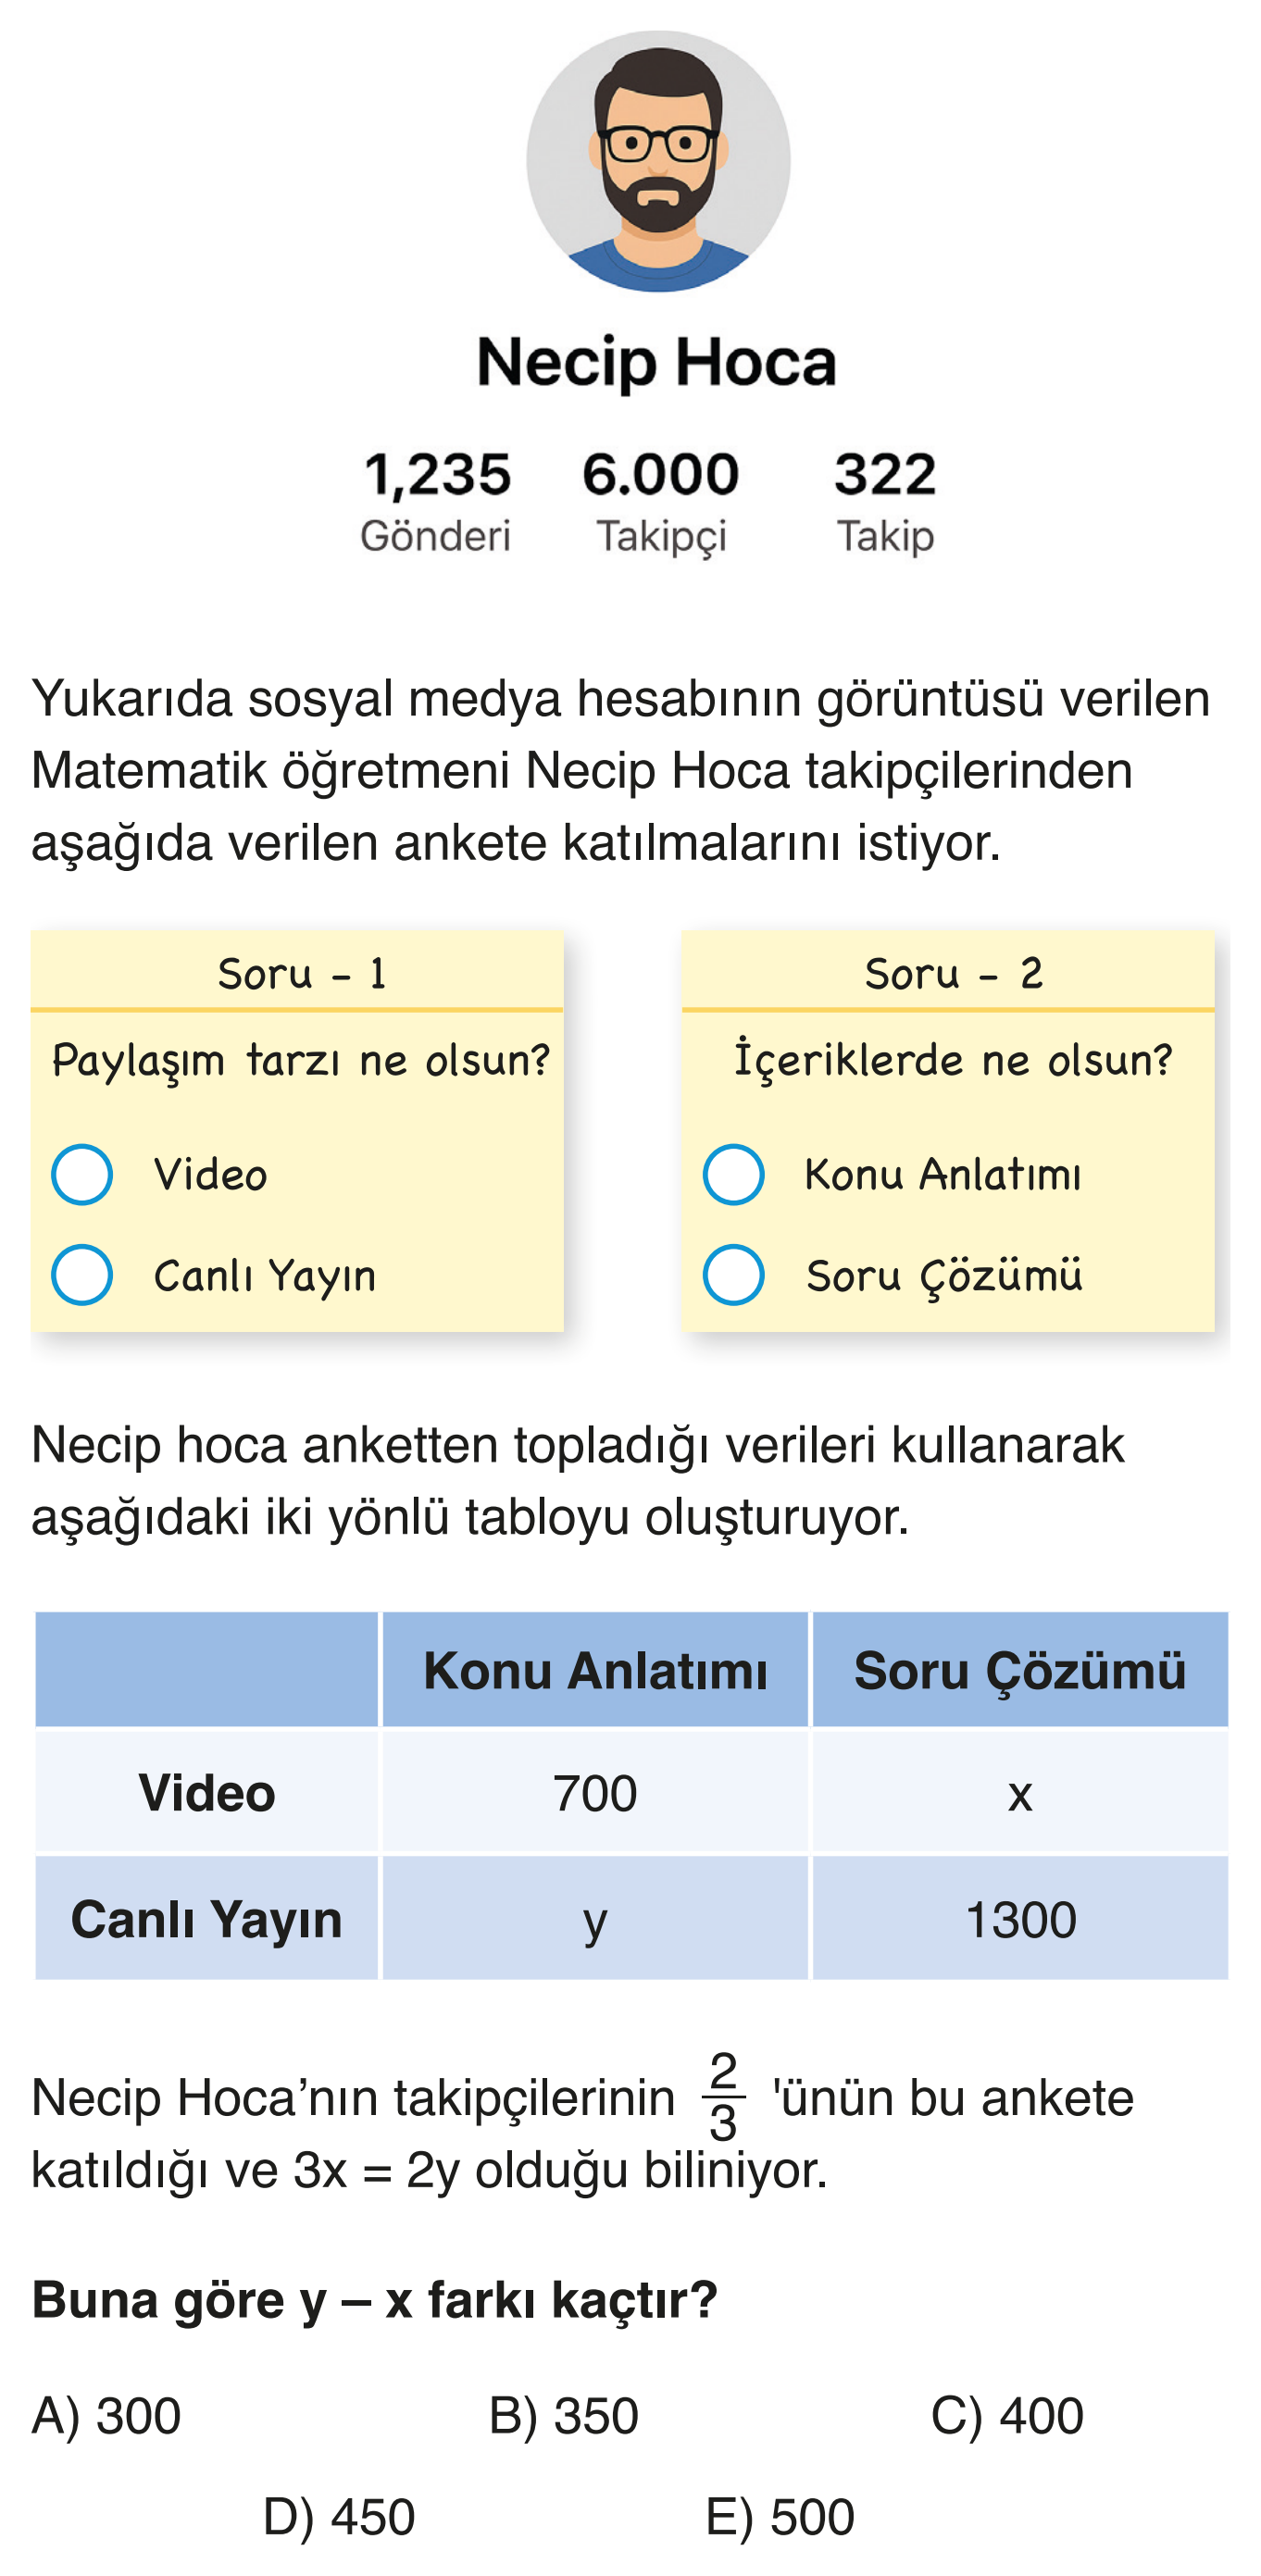 Necip Hoca
1,235 6.000 322
Gönderi Takipçi Takip
Yukarıda sosyal medya hesabının görüntüsü verilen
Matematik öğretmeni Necip Hoca takipçilerinden
aşağıda verilen ankete katılmalarını istiyor.
Soru - 1
Paylaşım tarzı ne olsun?
Video
Canlı Yayın
Soru - 2
İçeriklerde ne olsun?
Konu Anlatımı
Soru Çözümü
Necip hoca anketten topladığı verileri kullanarak
aşağıdaki iki yönlü tabloyu oluşturuyor.
Konu Anlatımı Soru Çözümü
Video 700 x
Canlı Yayın y 1300
Necip Hoca’nın takipçilerinin 2/3 'ünün bu ankete
katıldığı ve 3x = 2y olduğu biliniyor.
Buna göre y – x farkı kaçtır?
A) 300 B) 350 C) 400
D) 450 E) 500